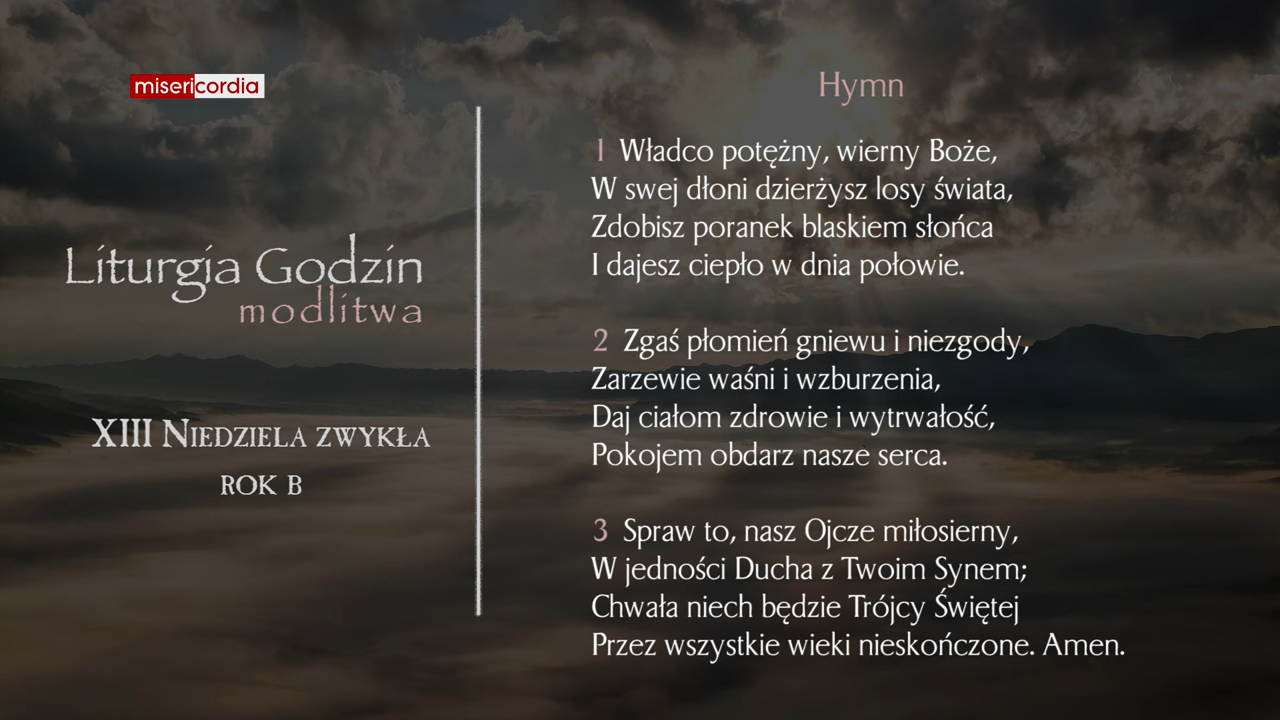 misericordia
Liturgia Godzin
modlitwa
XIII Niedziela zwykła
rok B
Hymn
1 Władco potężny, wierny Boże,
W swej dłoni dzierżysz losy świata,
Zdobisz poranek blaskiem słońca
I dajesz ciepło w dnia połowie.
2 Zgaś płomień gniewu i niezgody,
Zarzewie waśni i wzburzenia,
Daj ciałom zdrowie i wytrwałość,
Pokojem obdarz nasze serca.
3 Spraw to, nasz Ojcze miłosierny,
W jedności Ducha z Twoim Synem;
Chwała niech będzie Trójcy Świętej
Przez wszystkie wieki nieskończone. Amen.